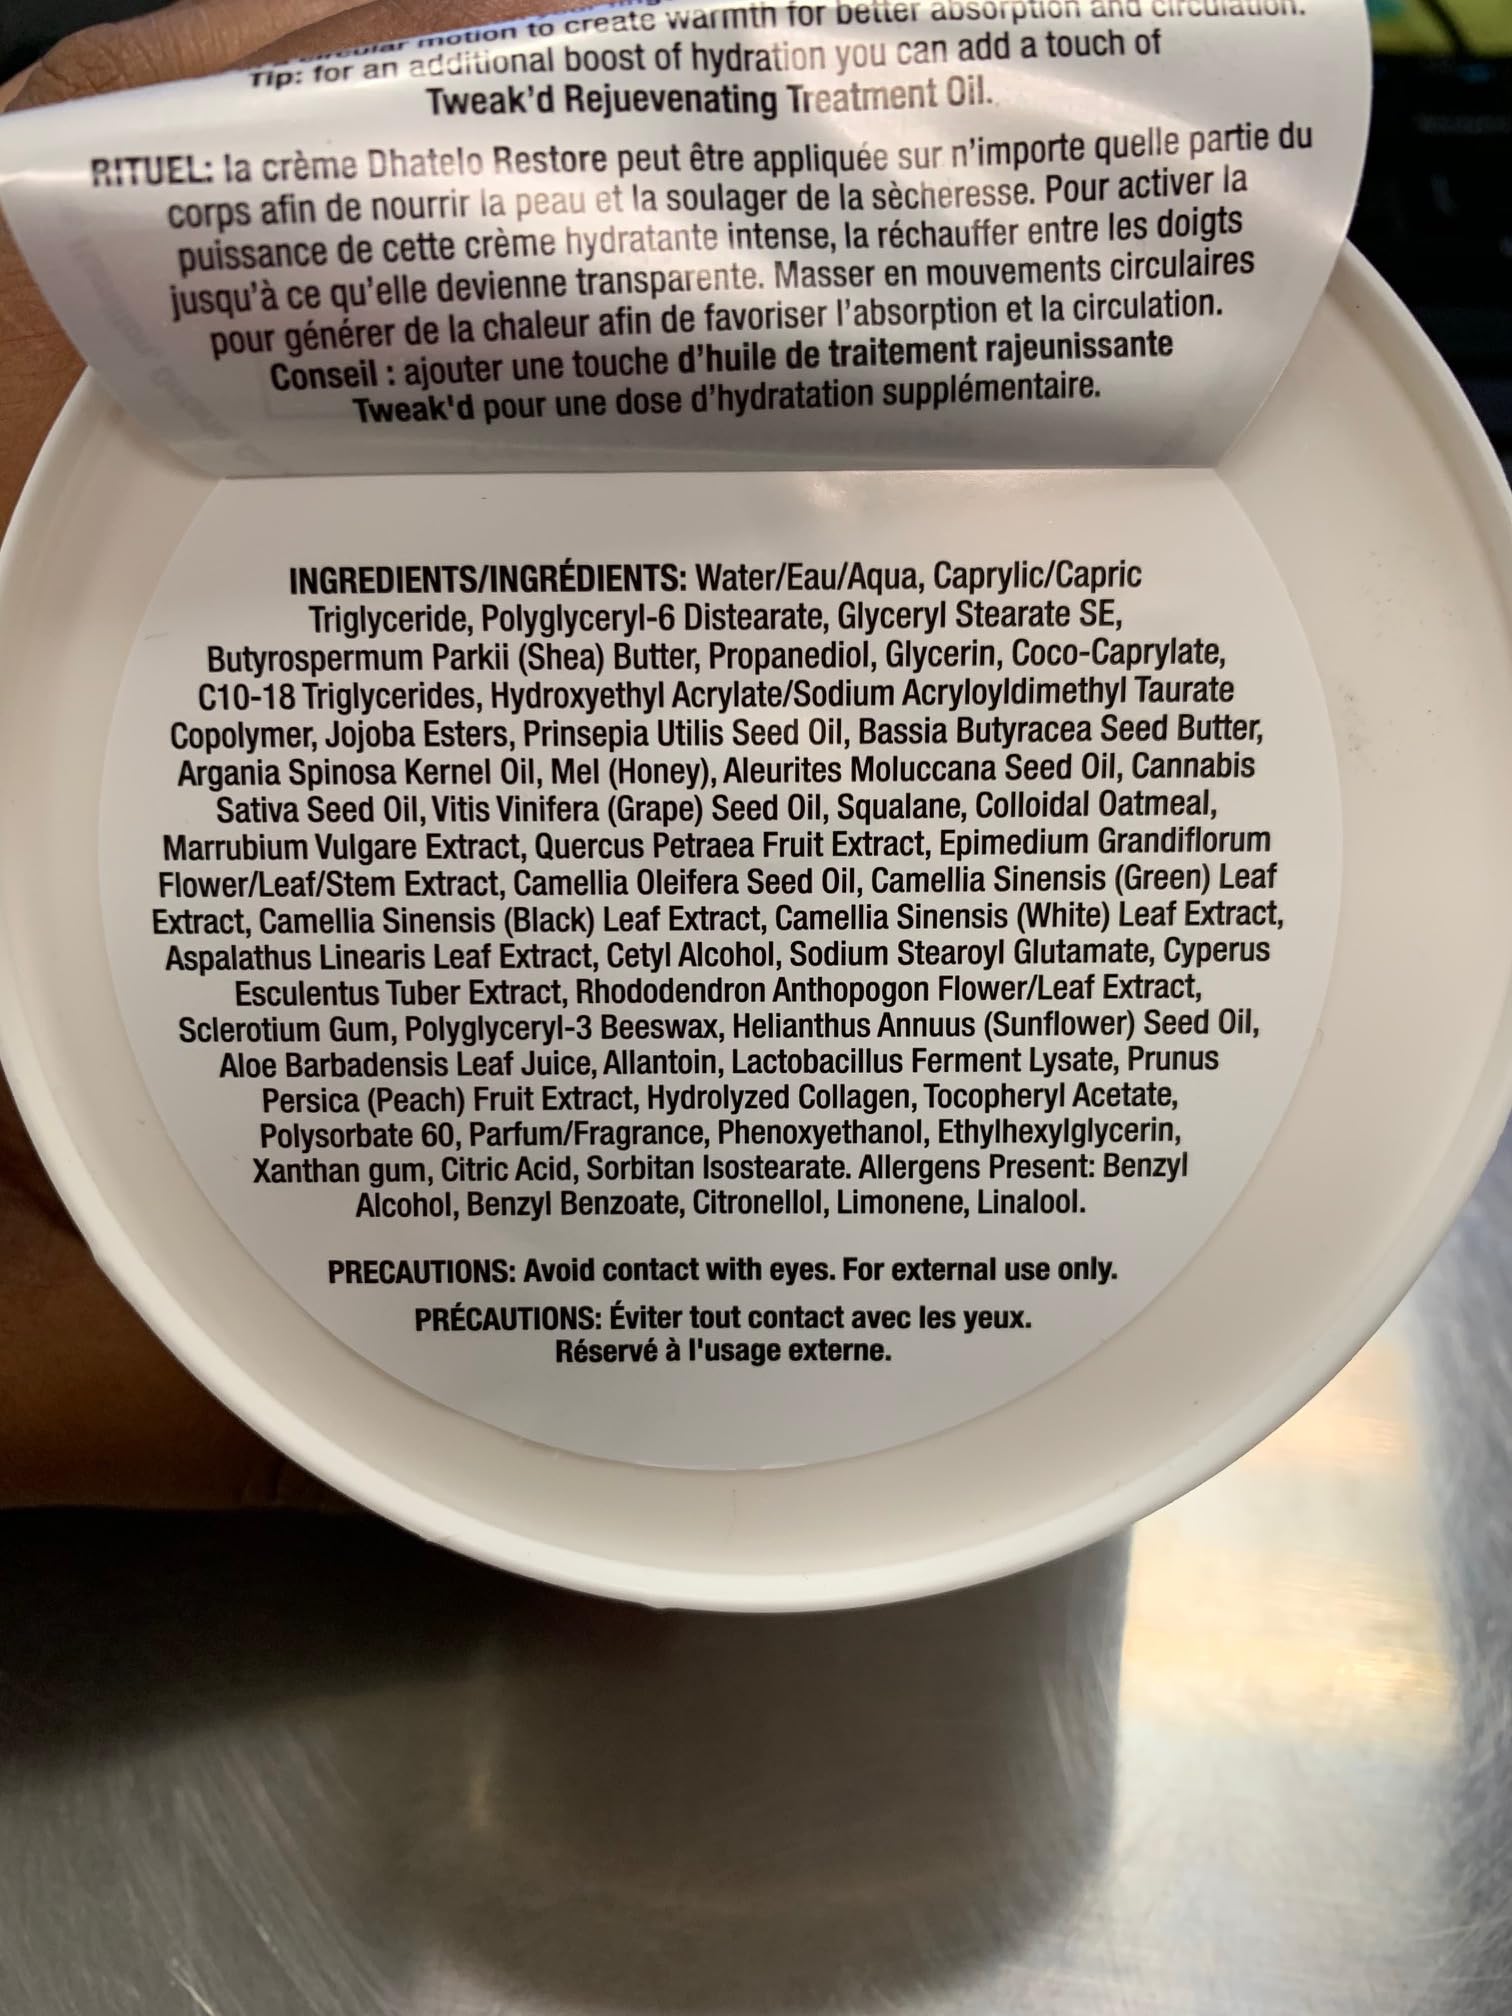 motion to create warmth for better absorption and circulation.
Tip: for an additional boost of hydration you can add a touch of
Tweak'd Rejuevenating Treatment Oil.
RITUEL: la crème Dhatelo Restore peut être appliquée sur n'importe quelle partie du
corps afin de nourrir la peau et la soulager de la sècheresse. Pour activer la
puissance de cette crème hydratante intense, la réchauffer entre les doigts
jusqu'à ce qu'elle devienne transparente. Masser en mouvements circulaires
pour générer de la chaleur afin de favoriser l'absorption et la circulation.
Conseil : ajouter une touche d'huile de traitement rajeunissante
Tweak'd pour une dose d'hydratation supplémentaire.
INGREDIENTS/INGRÉDIENTS: Water/Eau/Aqua, Caprylic/Capric
Triglyceride, Polyglyceryl-6 Distearate, Glyceryl Stearate SE,
Butyrospermum Parkii (Shea) Butter, Propanediol, Glycerin, Coco-Caprylate,
C10-18 Triglycerides, Hydroxyethyl Acrylate/Sodium Acryloyldimethyl Taurate
Copolymer, Jojoba Esters, Prinsepia Utilis Seed Oil, Bassia Butyracea Seed Butter,
Argania Spinosa Kernel Oil, Mel (Honey), Aleurites Moluccana Seed Oil, Cannabis
Sativa Seed Oil, Vitis Vinifera (Grape) Seed Oil, Squalane, Colloidal Oatmeal,
Marrubium Vulgare Extract, Quercus Petraea Fruit Extract, Epimedium Grandiflorum
Flower/Leaf/Stem Extract, Camellia Oleifera Seed Oil, Camellia Sinensis (Green) Leaf
Extract, Camellia Sinensis (Black) Leaf Extract, Camellia Sinensis (White) Leaf Extract,
Aspalathus Linearis Leaf Extract, Cetyl Alcohol, Sodium Stearoyl Glutamate, Cyperus
Esculentus Tuber Extract, Rhododendron Anthopogon Flower/Leaf Extract,
Sclerotium Gum, Polyglyceryl-3 Beeswax, Helianthus Annuus (Sunflower) Seed Oil,
Aloe Barbadensis Leaf Juice, Allantoin, Lactobacillus Ferment Lysate, Prunus
Persica (Peach) Fruit Extract, Hydrolyzed Collagen, Tocopheryl Acetate,
Polysorbate 60, Parfum/Fragrance, Phenoxyethanol, Ethylhexylglycerin,
Xanthan gum, Citric Acid, Sorbitan Isostearate. Allergens Present: Benzyl
Alcohol, Benzyl Benzoate, Citronellol, Limonene, Linalool.
PRECAUTIONS: Avoid contact with eyes. For external use only.
PRÉCAUTIONS: Éviter tout contact avec les yeux.
Réservé à l'usage externe.